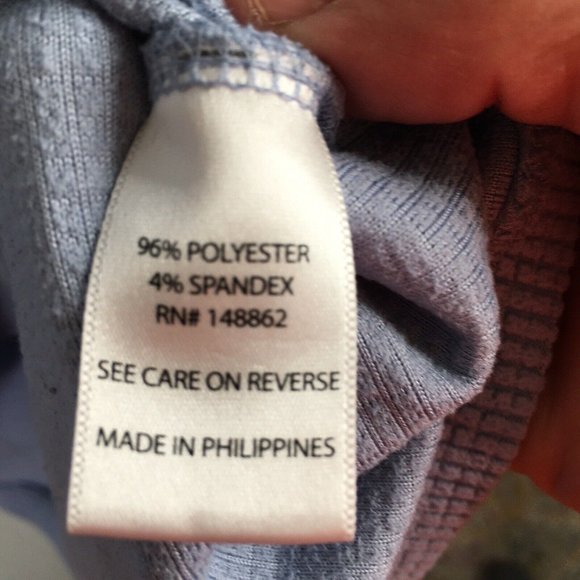 96% POLYESTER
4% SPANDEX
RN# 148862
SEE CARE ON REVERSE
MADE IN PHILIPPINES